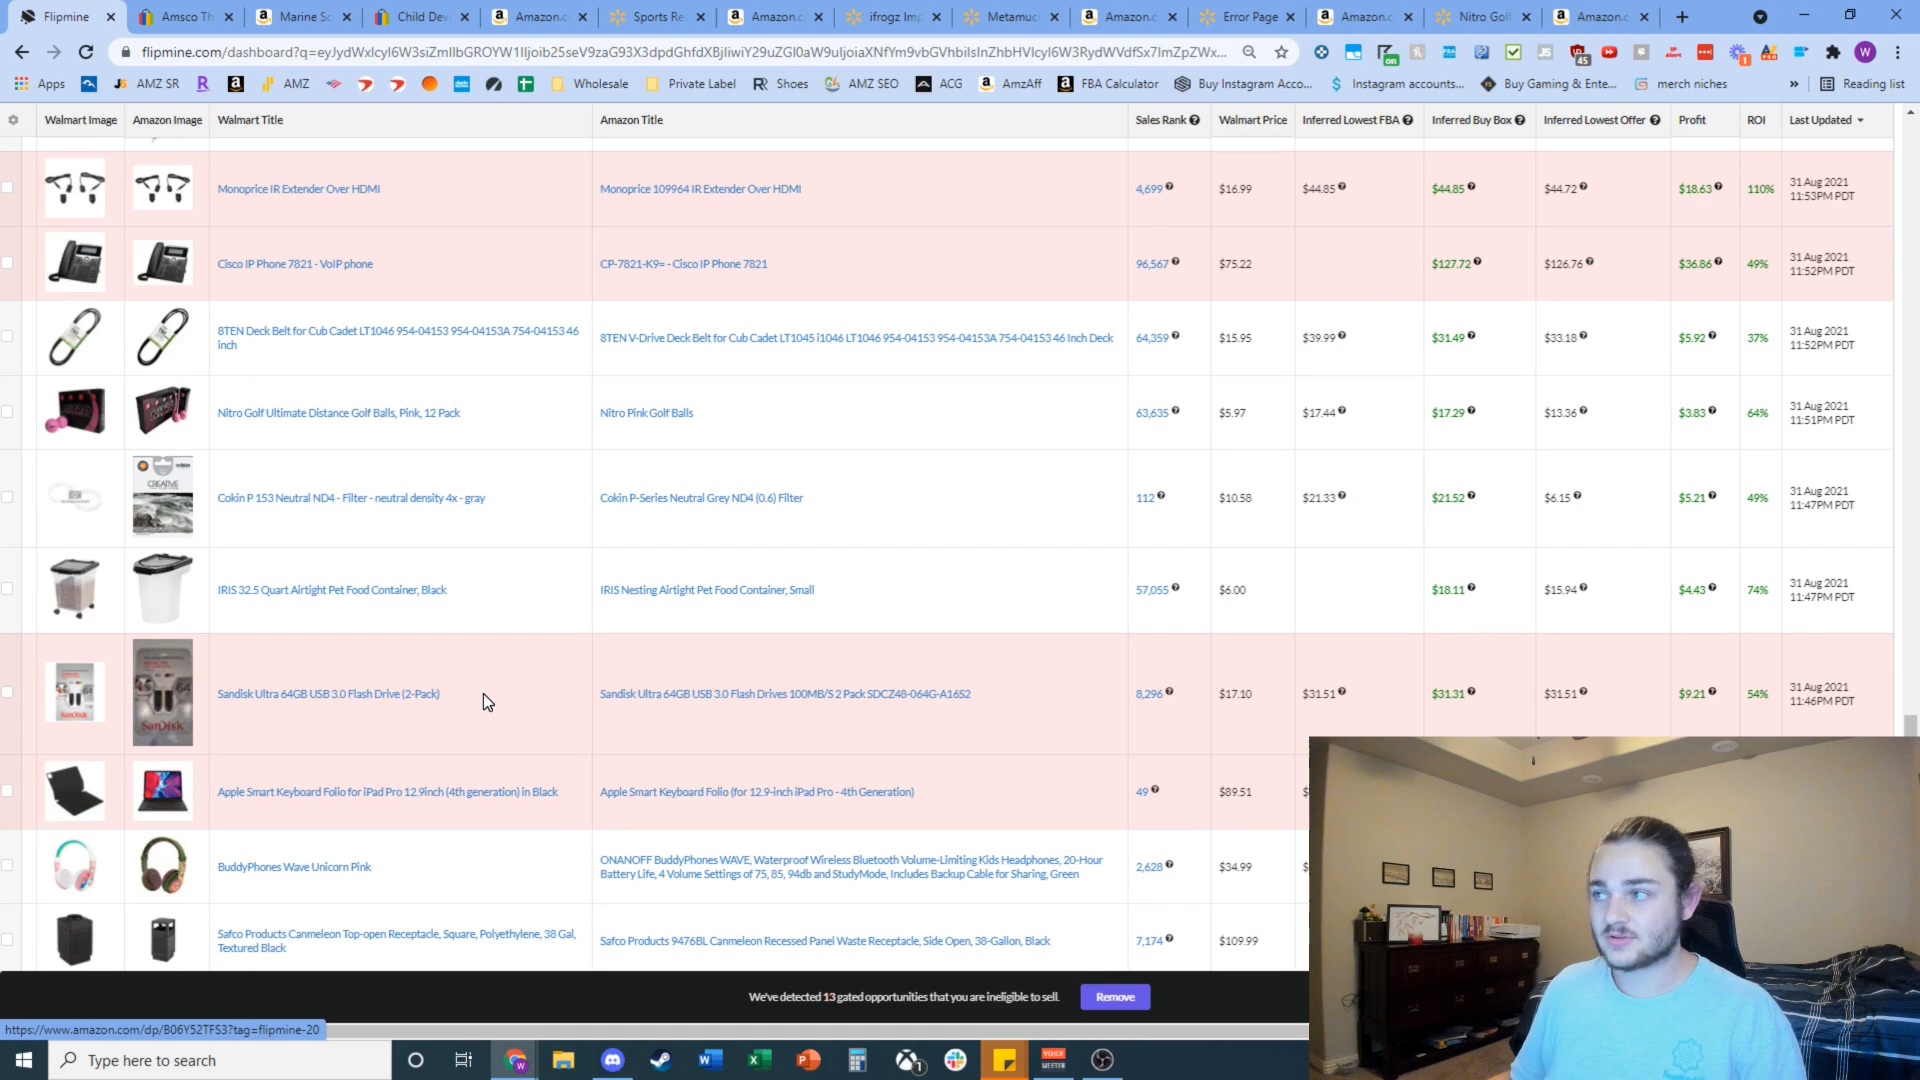 Flipmine
Amsco Th
Marine Sc
Child Dev
Amazon.c
Sports Re
Amazon.c
ifrogz Imp
Metamuc
Amazon.c
Error Page
Amazon.c
Nitro Golf
Amazon.c
flipmine.com/dashboard?q=
Apps
AMZ SR
AMZ
Wholesale
Private Label
Shoes
AMZ SEO
ACG
AmzAff
FBA Calculator
Buy Instagram Acco...
Instagram accounts...
Buy Gaming & Ente...
merch niches
Reading list
Walmart Image Amazon Image Walmart Title Amazon Title Sales Rank Walmart Price Inferred Lowest FBA Inferred Buy Box Inferred Lowest Offer Profit ROI Last Updated
Monoprice IR Extender Over HDMI Monoprice 109964 IR Extender Over HDMI 4,699 $16.99 $44.85 $44.85 $44.72 $18.63 110% 31 Aug 2021
11:53PM PDT
Cisco IP Phone 7821 - VoIP phone CP-7821-K9= - Cisco IP Phone 7821 96,567 $75.22 $127.72 $126.76 $36.86 49% 31 Aug 2021
11:52PM PDT
8TEN Deck Belt for Cub Cadet LT1046 954-04153 954-04153A 754-04153 46
inch
8TEN V-Drive Deck Belt for Cub Cadet LT1045 i1046 LT1046 954-04153 954-04153A 754-04153 46 Inch Deck 64,359 $15.95 $39.99 $31.49 $33.18 $5.92 37% 31 Aug 2021
11:52PM PDT
Nitro Golf Ultimate Distance Golf Balls, Pink, 12 Pack Nitro Pink Golf Balls 63,635 $5.97 $17.44 $17.29 $13.36 $3.83 64% 31 Aug 2021
11:51PM PDT
CREATIVE
Cokin P 153 Neutral ND4 - Filter - neutral density 4x - gray Cokin P-Series Neutral Grey ND4 (0.6) Filter 112 $10.58 $21.33 $21.52 $6.15 $5.21 49% 31 Aug 2021
11:47PM PDT
IRIS 32.5 Quart Airtight Pet Food Container, Black IRIS Nesting Airtight Pet Food Container, Small 57,055 $6.00 $18.11 $15.94 $4.43 74% 31 Aug 2021
11:47PM PDT
Sandisk Ultra 64GB USB 3.0 Flash Drive (2-Pack) Sandisk Ultra 64GB USB 3.0 Flash Drives 100MB/S 2 Pack SDCZ48-064G-A16S2 8,296 $17.10 $31.51 $31.31 $31.51 $9.21 54% 31 Aug 2021
11:46PM PDT
SanDisk
SanDisk
Apple Smart Keyboard Folio for iPad Pro 12.9inch (4th generation) in Black Apple Smart Keyboard Folio (for 12.9-inch iPad Pro - 4th Generation) 49 $89.51
BuddyPhones Wave Unicorn Pink
ONANOFF BuddyPhones WAVE, Waterproof Wireless Bluetooth Volume-Limiting Kids Headphones, 20-Hour
Battery Life, 4 Volume Settings of 75, 85, 94db and StudyMode, Includes Backup Cable for Sharing, Green
2,628 $34.99
Safco Products Canmeleon Top-open Receptacle, Square, Polyethylene, 38 Gal,
Textured Black
Safco Products 9476BL Canmeleon Recessed Panel Waste Receptacle, Side Open, 38-Gallon, Black 7,174 $109.99
We've detected 13 gated opportunities that you are ineligible to sell. Remove
https://www.amazon.com/dp/B06Y52TFS3?tag=flipmine-20
Type here to search